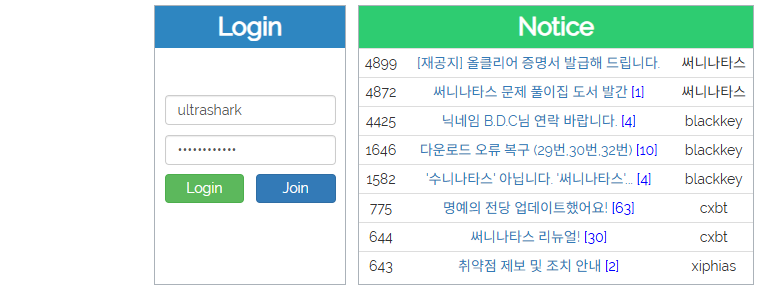 Login
ultrashark
••••••••••••
Login Join
Notice
4899 [재공지] 올클리어 증명서 발급해 드립니다. 써니나타스
4872 써니나타스 문제 풀이집 도서 발간 [1] 써니나타스
4425 닉네임 B.D.C님 연락 바랍니다. [4] blackkey
1646 다운로드 오류 복구 (29번,30번,32번) [10] blackkey
1582 '수니나타스' 아닙니다. '써니나타스'... [4] blackkey
775 명예의 전당 업데이트했어요! [63] cxbt
644 써니나타스 리뉴얼! [30] cxbt
643 취약점 제보 및 조치 안내 [2] xiphias